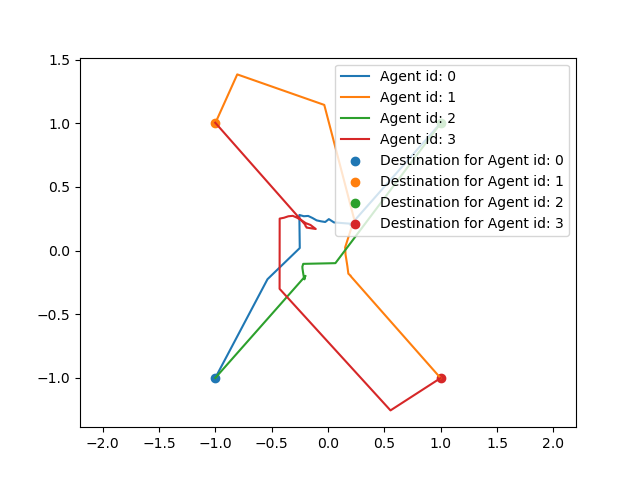 1.5
1.0
0.5
0.0
−0.5
−1.0
−2.0 −1.5 −1.0 −0.5 0.0 0.5 1.0 1.5 2.0
Agent id: 0
Agent id: 1
Agent id: 2
Agent id: 3
Destination for Agent id: 0
Destination for Agent id: 1
Destination for Agent id: 2
Destination for Agent id: 3